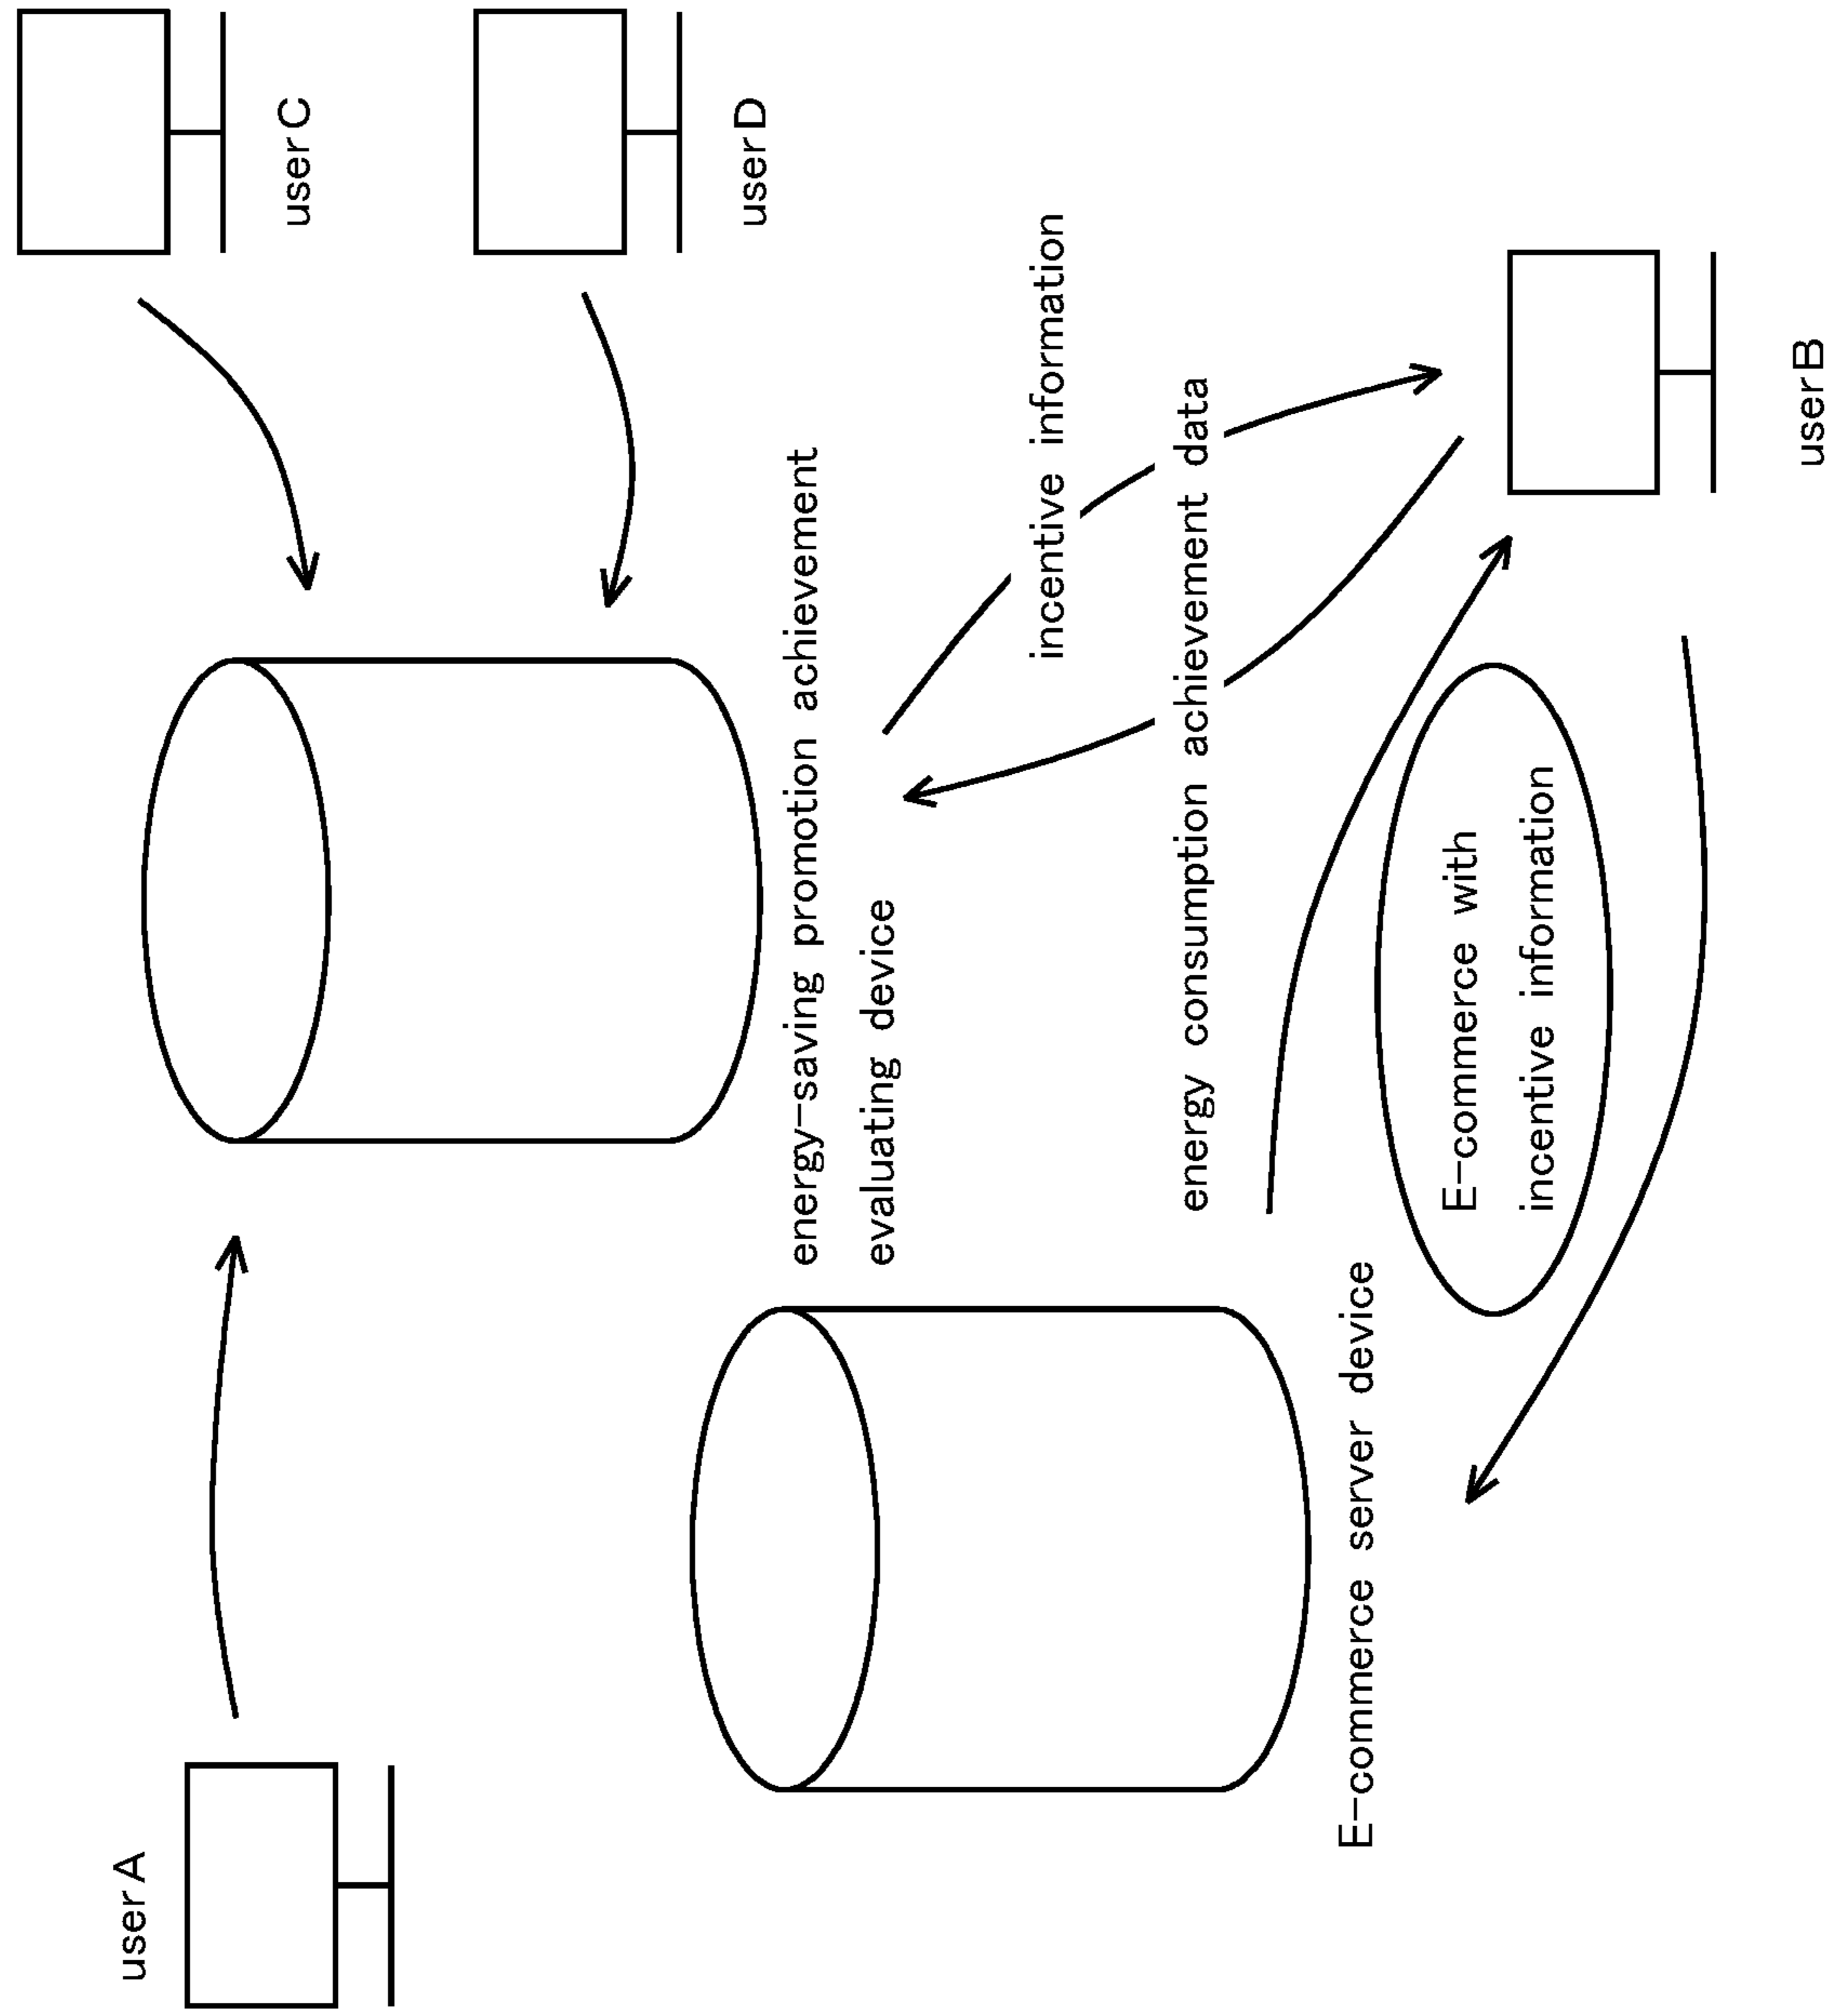 user A
user C
user D
energy-saving promotion achievement
evaluating device
incentive information
energy consumption achievement data
E-commerce server device
E-commerce with
incentive information
user B